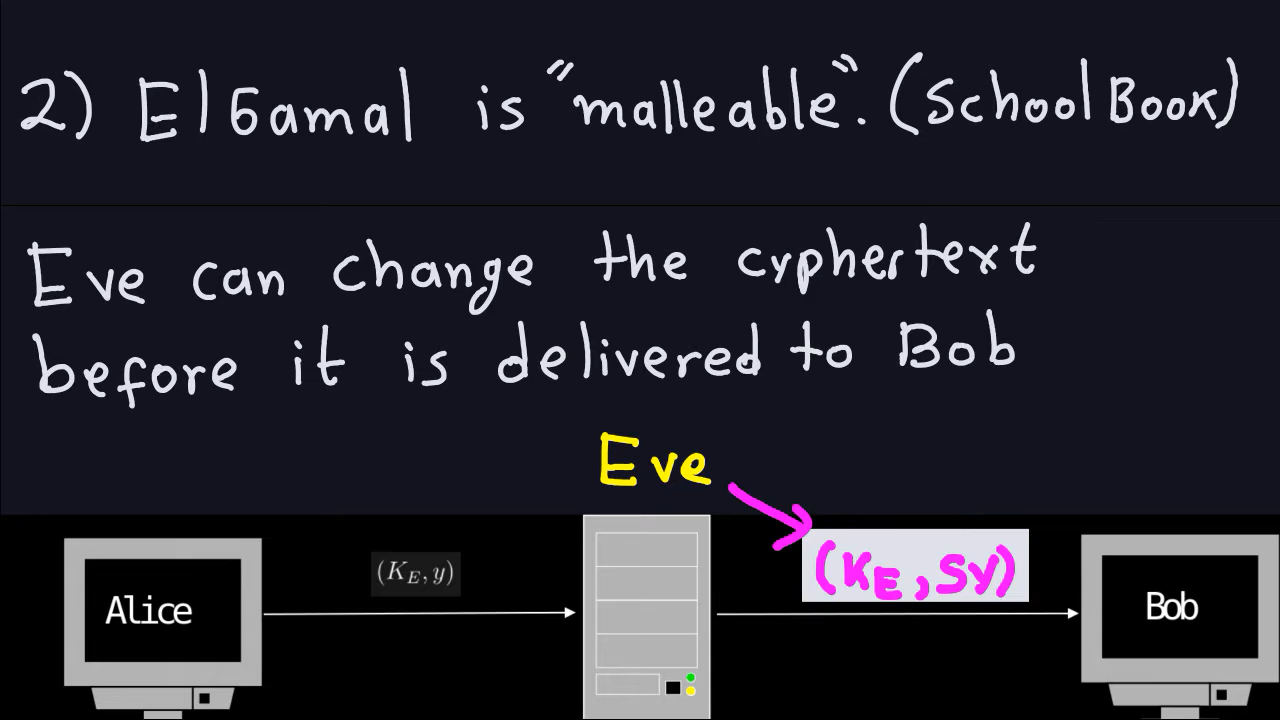 2) ElGamal is "malleable". (SchoolBook)
Eve can change the cyphertext
before it is delivered to Bob
Eve
(K_E, y)
(K_E, sy)
Alice
Bob